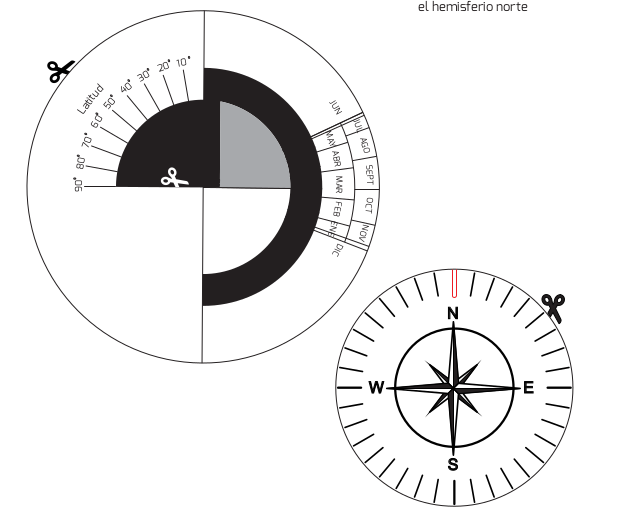 el hemisferio norte
Latitud
10°
20°
30°
40°
50°
60°
70°
80°
90°
JUN
JUL
MAY
AGO
ABR
SEPT
MAR
OCT
FEB
NOV
ENE
DIC
N
W
E
S